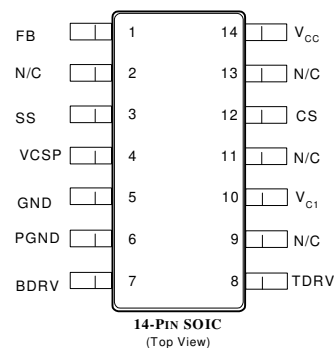 FB 1 14 VCC
N/C 2 13 N/C
SS 3 12 CS
VCSP 4 11 N/C
GND 5 10 VC1
PGND 6 9 N/C
BDRV 7 8 TDRV
14-PIN SOIC
(Top View)